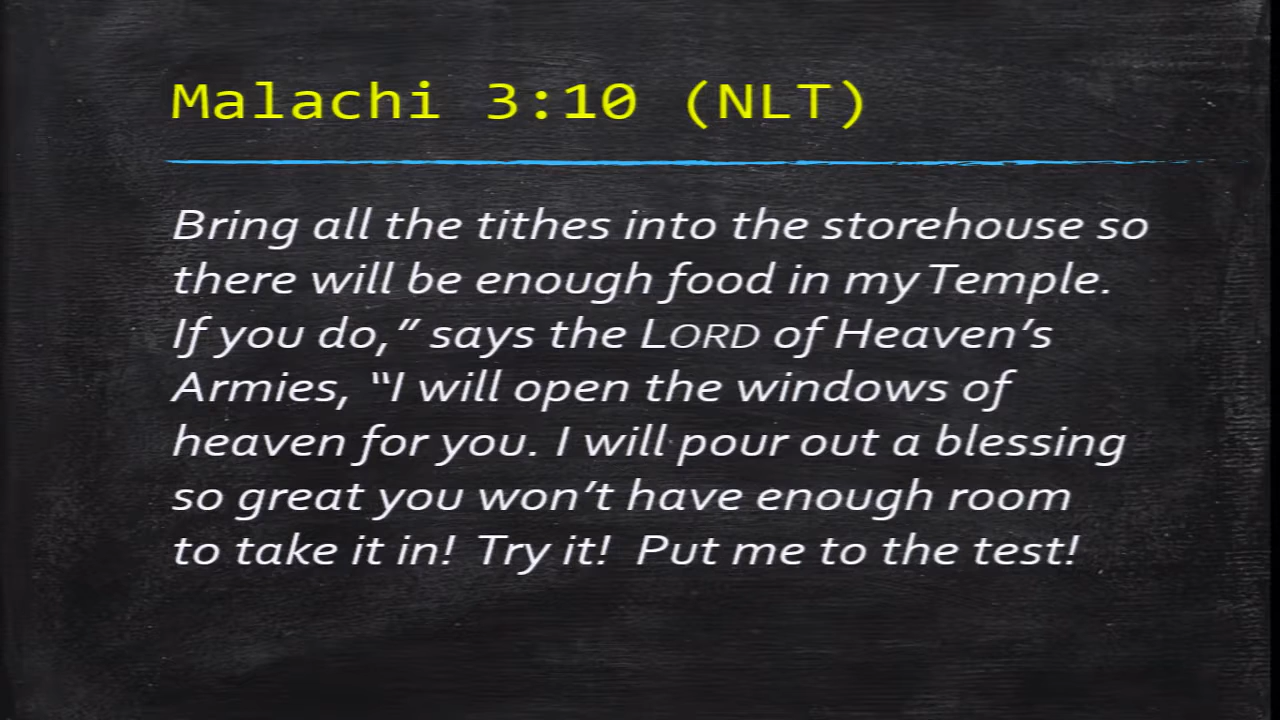 Malachi 3:10 (NLT)
Bring all the tithes into the storehouse so
there will be enough food in my Temple.
If you do,” says the LORD of Heaven’s
Armies, “I will open the windows of
heaven for you. I will pour out a blessing
so great you won’t have enough room
to take it in!  Try it!  Put me to the test!